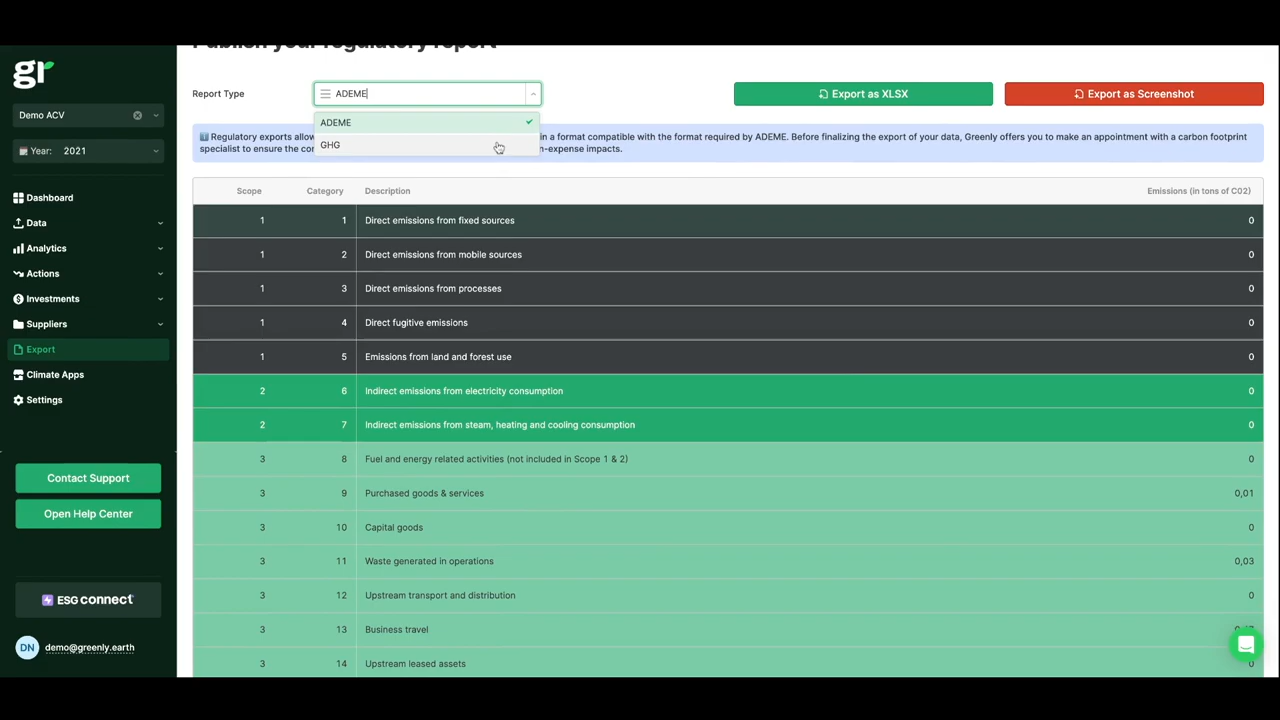 Publish your regulatory report
gr
Demo ACV
Year: 2021
Dashboard
Data
Analytics
Actions
Investments
Suppliers
Export
Climate Apps
Settings
Contact Support
Open Help Center
ESG connect
DN demo@greenly.earth
Report Type ADEME
ADEME
GHG
Export as XLSX Export as Screenshot
Regulatory exports allow in a format compatible with the format required by ADEME. Before finalizing the export of your data, Greenly offers you to make an appointment with a carbon footprint
specialist to ensure the n-expense impacts.
Scope Category Description Emissions (in tons of C02)
1 1 Direct emissions from fixed sources 0
1 2 Direct emissions from mobile sources 0
1 3 Direct emissions from processes 0
1 4 Direct fugitive emissions 0
1 5 Emissions from land and forest use 0
2 6 Indirect emissions from electricity consumption 0
2 7 Indirect emissions from steam, heating and cooling consumption 0
3 8 Fuel and energy related activities (not included in Scope 1 & 2) 0
3 9 Purchased goods & services 0,01
3 10 Capital goods 0
3 11 Waste generated in operations 0,03
3 12 Upstream transport and distribution 0
3 13 Business travel
3 14 Upstream leased assets 0